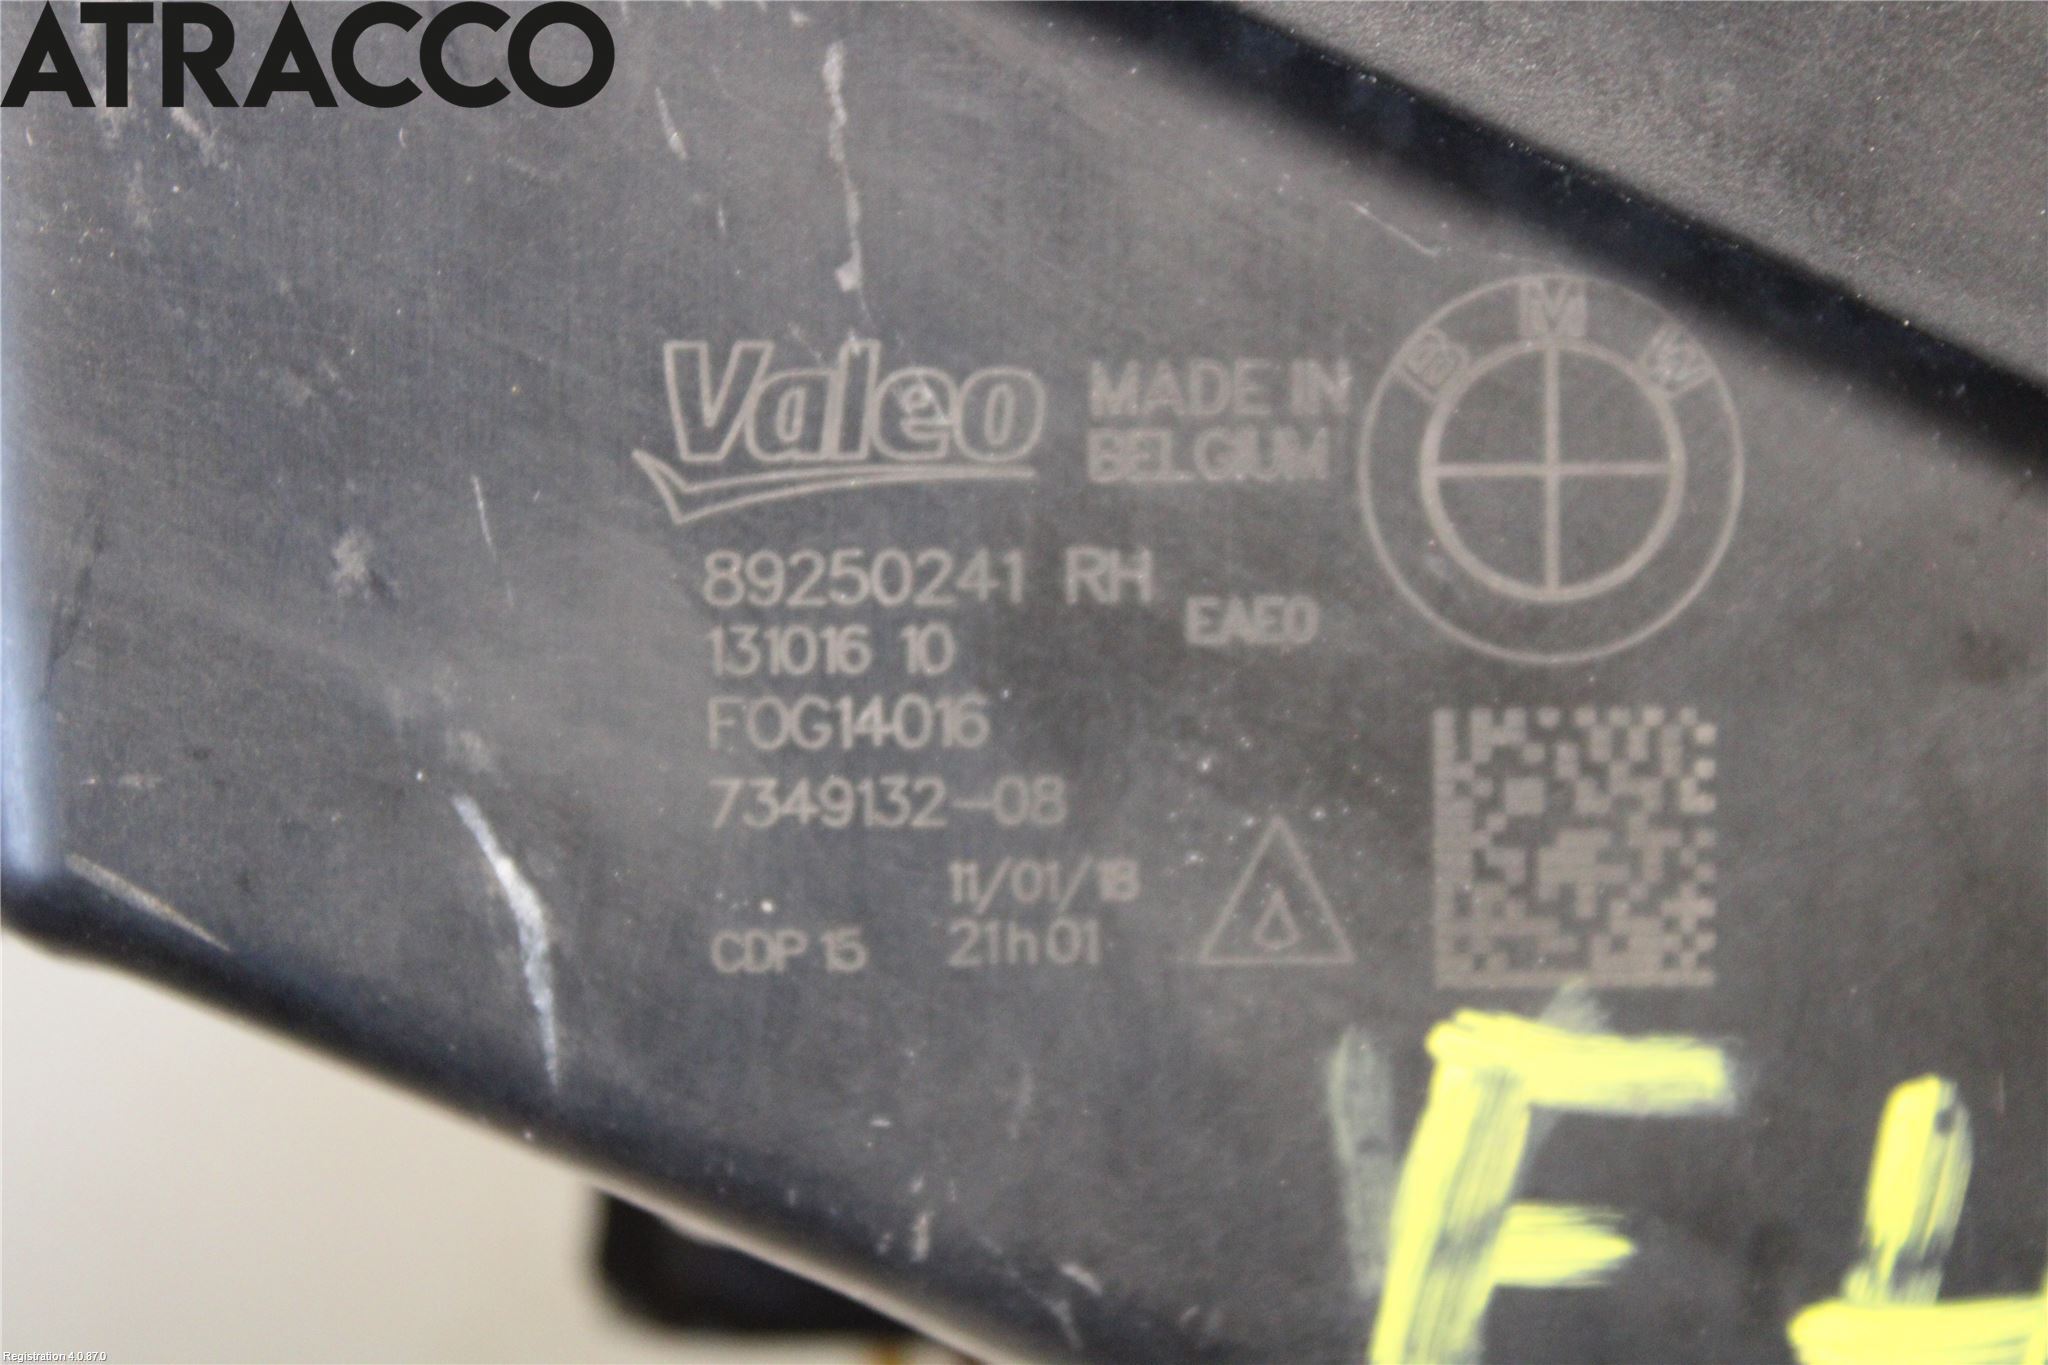 ATRACCO
Valeo
MADE IN
BELGIUM
BMW
89250241 RH
EAE0
131016 10
FOG14016
7349132-08
11/01/18
CDP 15
21h01
F
Registration 4.0.87.0